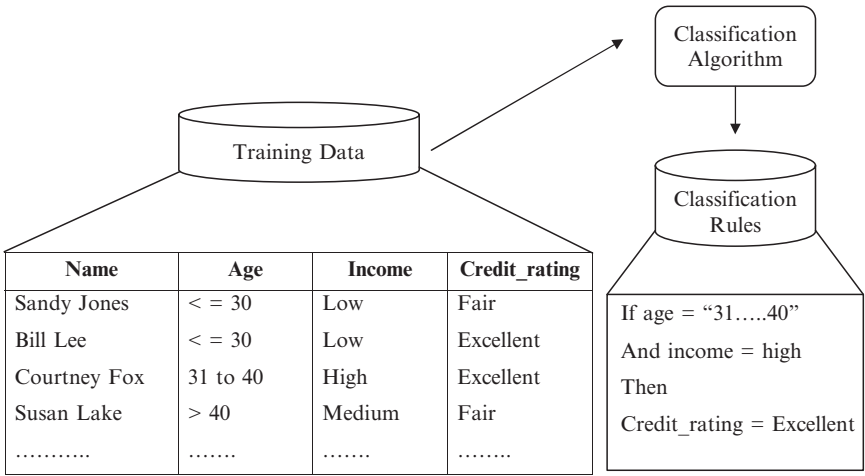 Classification
Algorithm
Training Data
Classification
Rules
Name Age Income Credit_rating
Sandy Jones < = 30 Low Fair
Bill Lee < = 30 Low Excellent
Courtney Fox 31 to 40 High Excellent
Susan Lake > 40 Medium Fair
……….. ……. ……. ……..
If age = “31…..40”
And income = high
Then
Credit_rating = Excellent